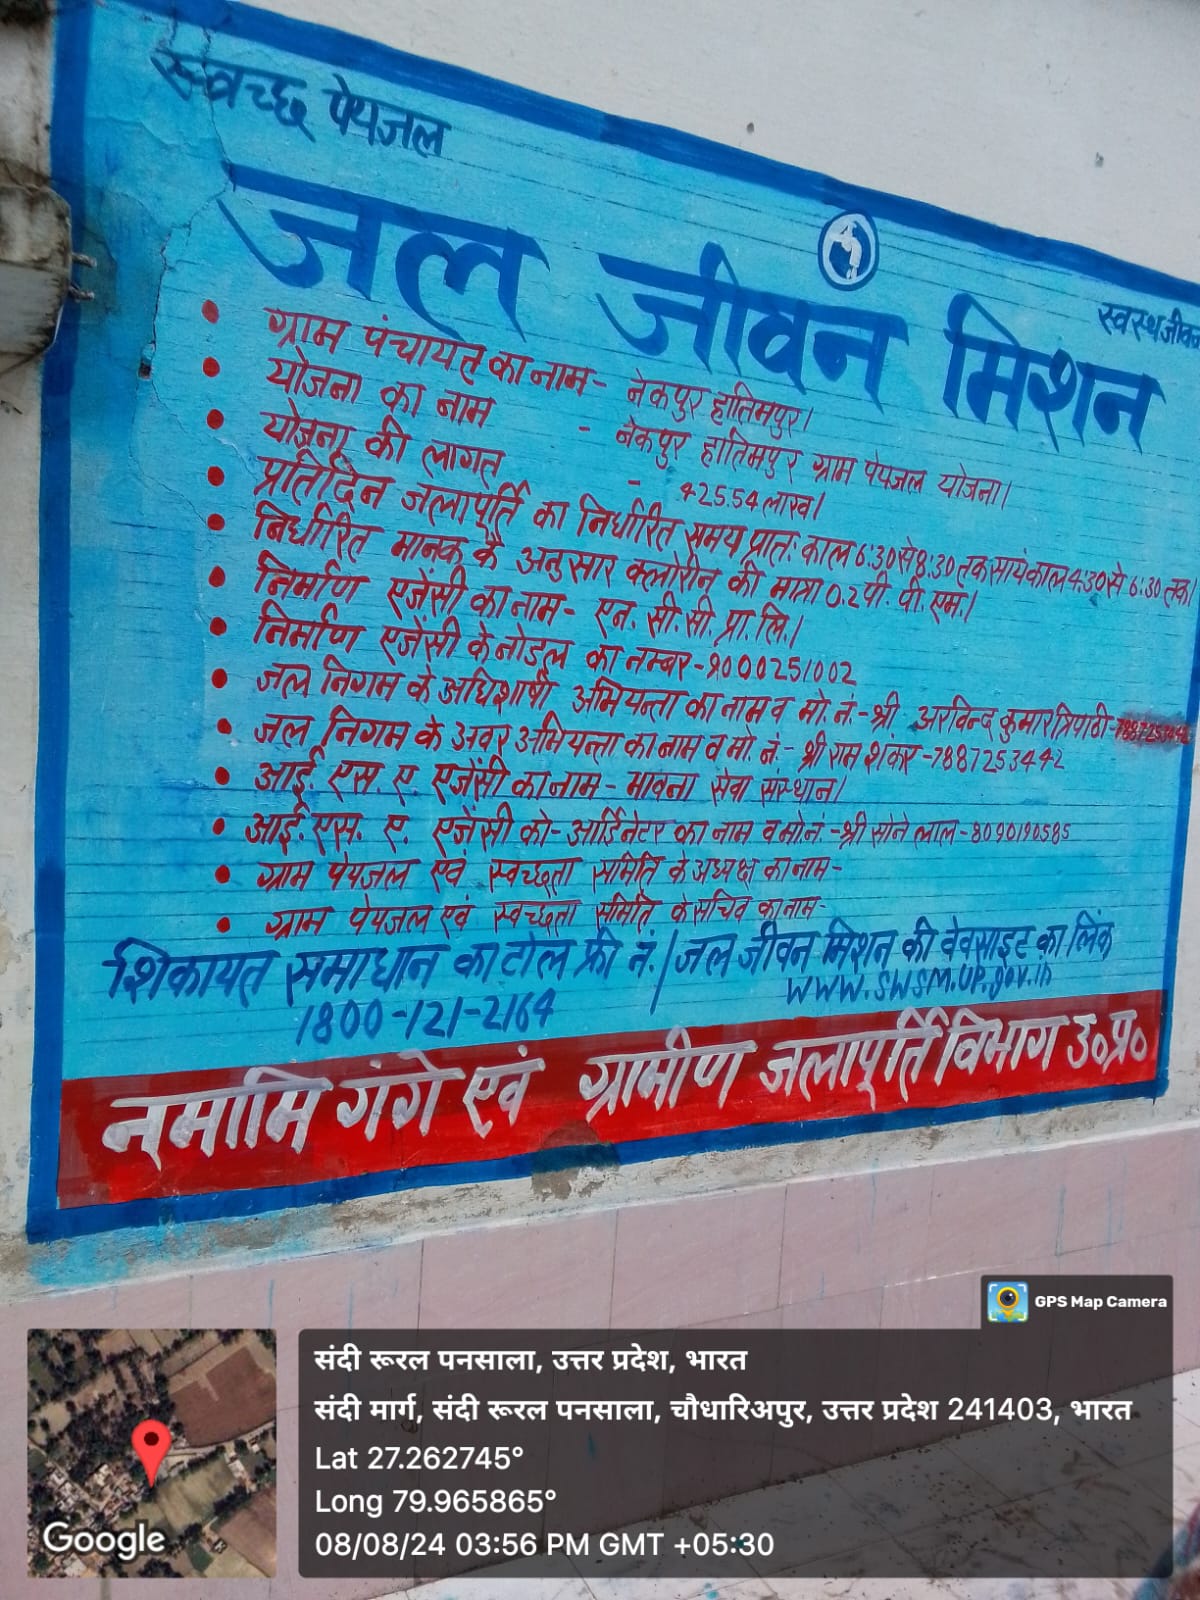 स्वच्छ पेयजल
जल जीवन मिशन
स्वस्थ जीवन
• ग्राम पंचायत का नाम - नेकपुर हातिमपुर।
• योजना का नाम - नेकपुर हातिमपुर ग्राम पेयजल योजना।
• योजना की लागत - 425.54 लाख।
• प्रतिदिन जलापूर्ति का निर्धारित समय प्रातः काल 6:30 से 8:30 तक सायंकाल 4:30 से 6:30 तक।
• निर्धारित मानक के अनुसार क्लोरीन की मात्रा 0.2 पी. पी. एम.।
• निर्माण एजेंसी का नाम - एन. सी. सी. प्रा. लि.।
• निर्माण एजेंसी के नोडल का नम्बर - 9000251002
• जल निगम के अधिशाषी अभियन्ता का नाम व मो. नं. - श्री अरविन्द कुमार त्रिपाठी -
• जल निगम के अवर अभियन्ता का नाम व मो. नं. - श्री राम शंकर - 7887253442
• आई. एस. ए. एजेंसी का नाम - भावना सेवा संस्थान।
• आई. एस. ए. एजेंसी को-आर्डिनेटर का नाम व मो. नं. - श्री सोने लाल - 8090190585
• ग्राम पेयजल एवं स्वच्छता समिति के अध्यक्ष का नाम -
• ग्राम पेयजल एवं स्वच्छता समिति के सचिव का नाम -
शिकायत समाधान का टोल फ्री नं. | जल जीवन मिशन की वेवसाइट का लिंक
1800-121-2164 www.swsm.up.gov.in
नमामि गंगे एवं ग्रामीण जलापूर्ति विभाग उ०प्र०
GPS Map Camera
संदी रूरल पनसाला, उत्तर प्रदेश, भारत
संदी मार्ग, संदी रूरल पनसाला, चौधारिअपुर, उत्तर प्रदेश 241403, भारत
Lat 27.262745°
Long 79.965865°
08/08/24 03:56 PM GMT +05:30
Google